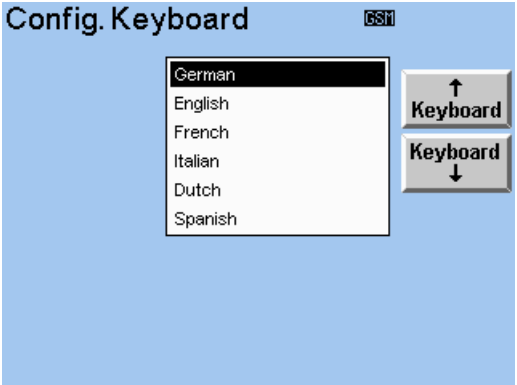 Config. Keyboard
GSM
German
English
French
Italian
Dutch
Spanish
↑
Keyboard
Keyboard
↓